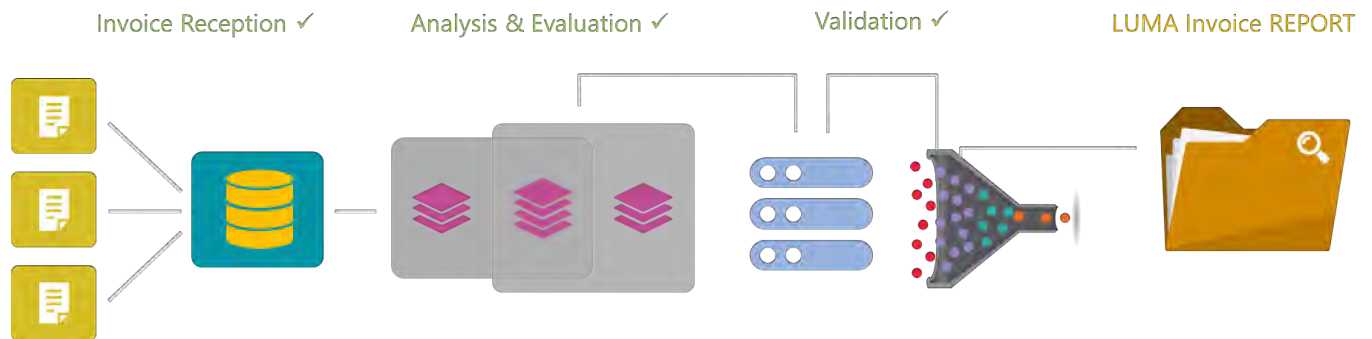 Invoice Reception ✓
Analysis & Evaluation ✓
Validation ✓
LUMA Invoice REPORT